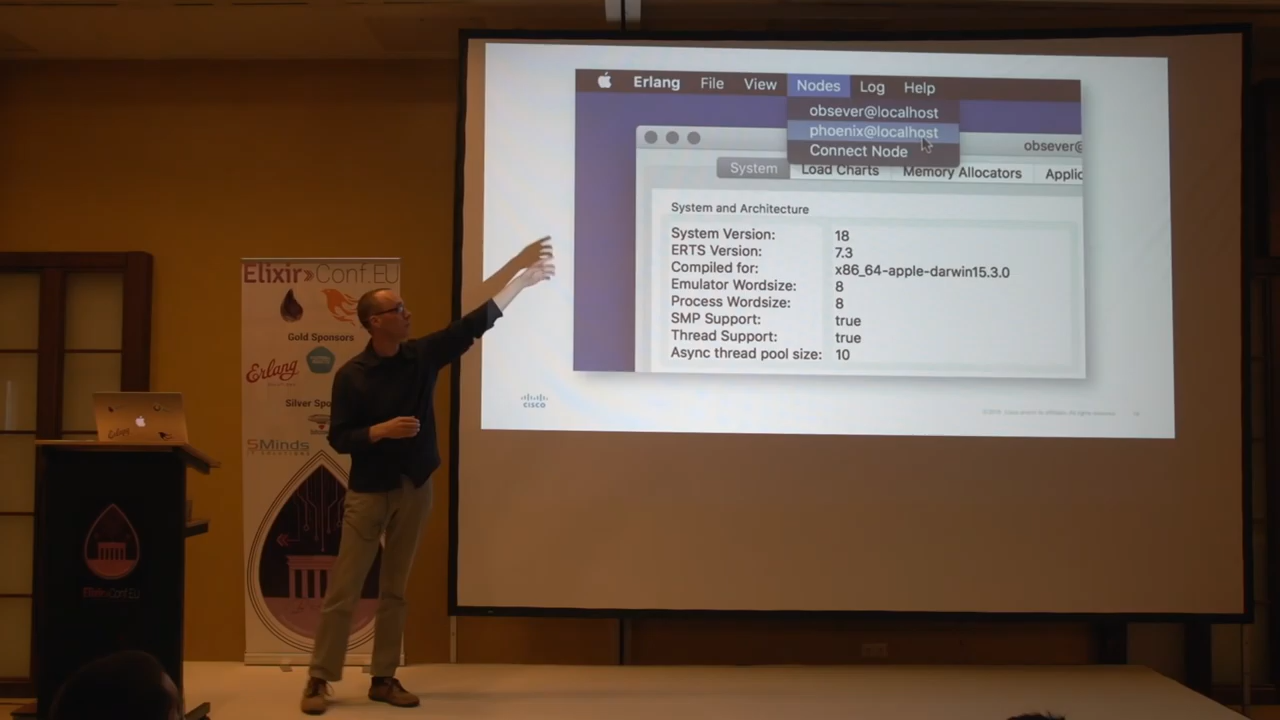 Erlang File View Nodes Log Help
obsever@localhost
phoenix@localhost
Connect Node
obsever@
System Load Charts Memory Allocators Applic
System and Architecture
System Version: 18
ERTS Version: 7.3
Compiled for: x86_64-apple-darwin15.3.0
Emulator Wordsize: 8
Process Wordsize: 8
SMP Support: true
Thread Support: true
Async thread pool size: 10
CISCO
Elixir Conf.EU
Gold Sponsors
Erlang
Silver Spo
5Minds
Elixir Conf.EU